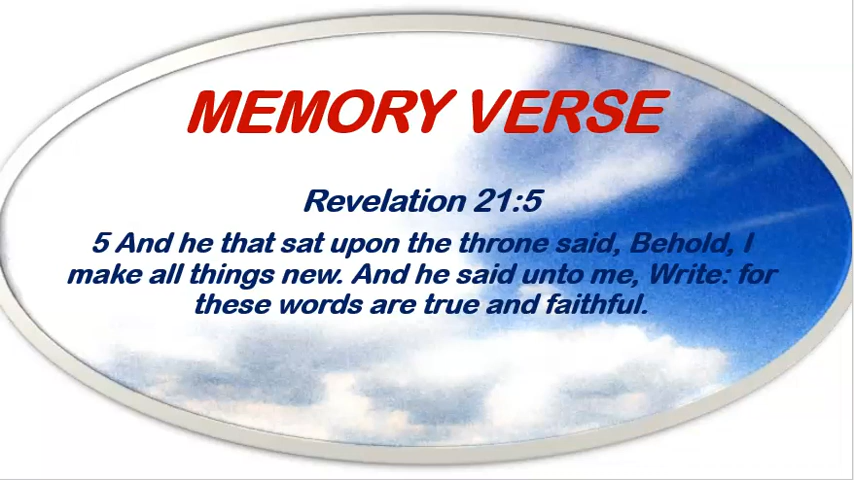 MEMORY VERSE
Revelation 21:5
5 And he that sat upon the throne said, Behold, I
make all things new. And he said unto me, Write: for
these words are true and faithful.